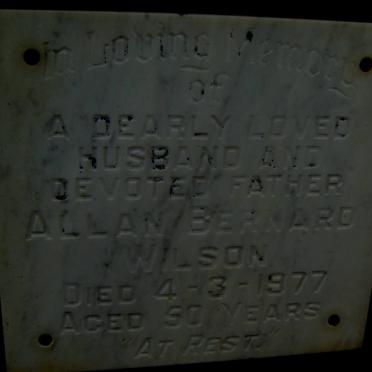 in Loving Memory
of
A DEARLY LOVED
HUSBAND AND
DEVOTED FATHER
ALLAN BERNARD
WILSON
DIED 4-3-1977
AGED 50 YEARS
"AT REST."